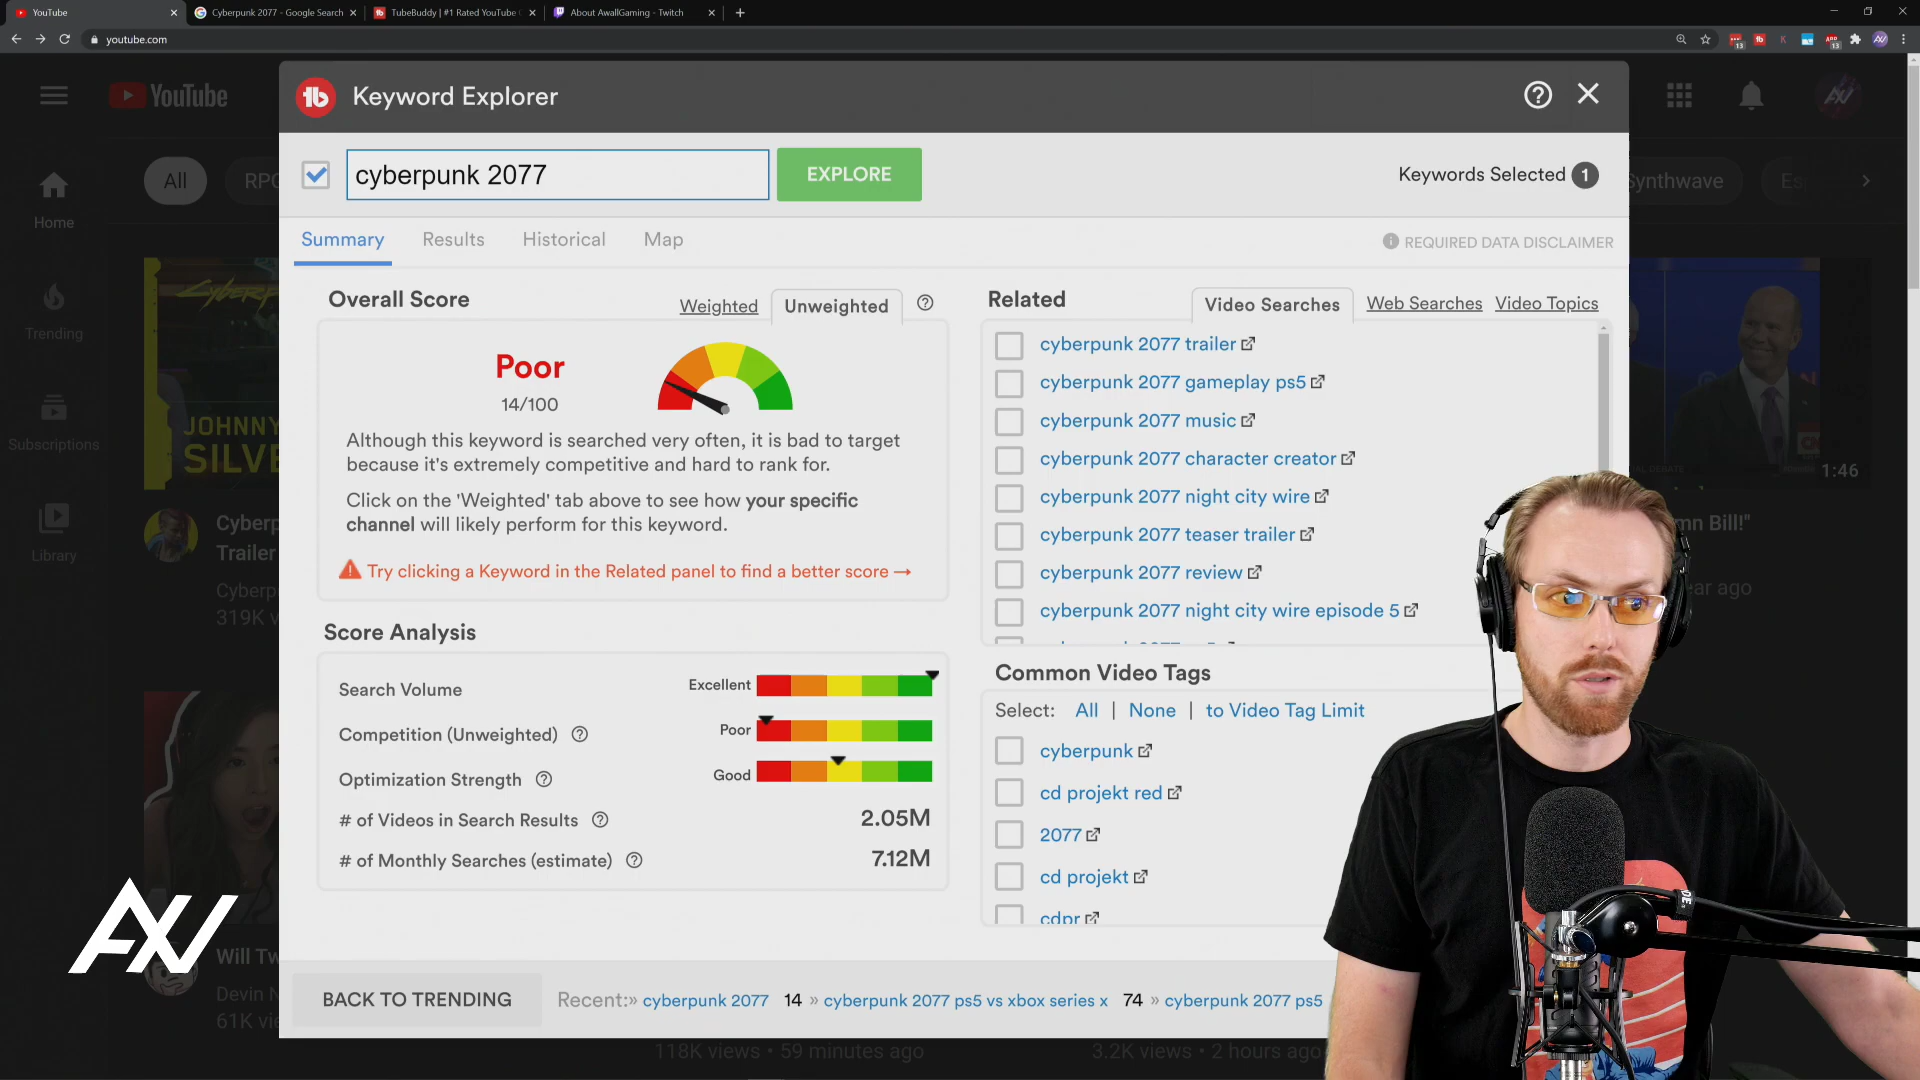 YouTube
Cyberpunk 2077 - Google Search
TubeBuddy | #1 Rated YouTube
About AwallGaming - Twitch
youtube.com
13
13
YouTube
Keyword Explorer
All
Synthwave
cyberpunk 2077
EXPLORE
Keywords Selected 1
Home
Trending
Subscriptions
Library
Summary
Results
Historical
Map
REQUIRED DATA DISCLAIMER
Overall Score
Weighted
Unweighted
Poor
14/100
Although this keyword is searched very often, it is bad to target
because it's extremely competitive and hard to rank for.
Click on the 'Weighted' tab above to see how your specific
channel will likely perform for this keyword.
Try clicking a Keyword in the Related panel to find a better score →
Score Analysis
Search Volume
Excellent
Competition (Unweighted)
Poor
Optimization Strength
Good
# of Videos in Search Results
2.05M
# of Monthly Searches (estimate)
7.12M
Related
Video Searches
Web Searches
Video Topics
cyberpunk 2077 trailer
cyberpunk 2077 gameplay ps5
cyberpunk 2077 music
cyberpunk 2077 character creator
cyberpunk 2077 night city wire
cyberpunk 2077 teaser trailer
cyberpunk 2077 review
cyberpunk 2077 night city wire episode 5
Common Video Tags
Select: All | None | to Video Tag Limit
cyberpunk
cd projekt red
2077
cd projekt
cdpr
BACK TO TRENDING
Recent:» cyberpunk 2077 14 » cyberpunk 2077 ps5 vs xbox series x 74 » cyberpunk 2077 ps5
JOHNNY
Trailer
319K
Devin
61K
1:46
Bill!"
ago
118K views • 59 minutes ago
3.2K views • 2 hours ago